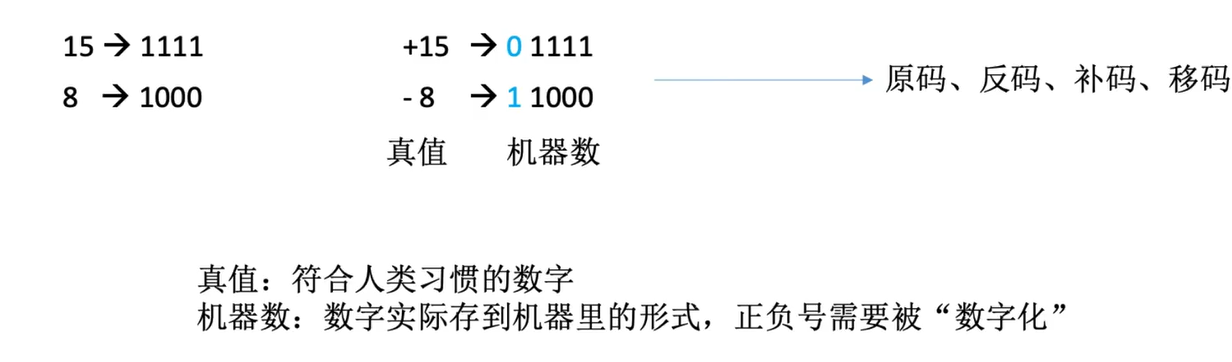 15 → 1111 +15 → 0 1111
8 → 1000 - 8 → 1 1000
原码、反码、补码、移码
真值 机器数
真值：符合人类习惯的数字
机器数：数字实际存到机器里的形式，正负号需要被“数字化”